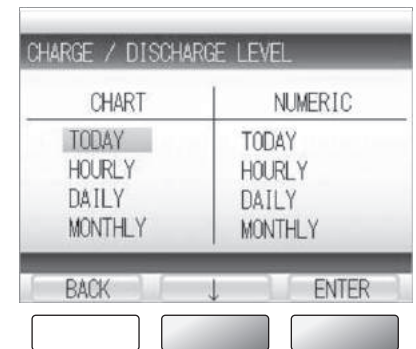 CHARGE / DISCHARGE LEVEL
CHART NUMERIC
TODAY TODAY
HOURLY HOURLY
DAILY DAILY
MONTHLY MONTHLY
BACK ↓ ENTER